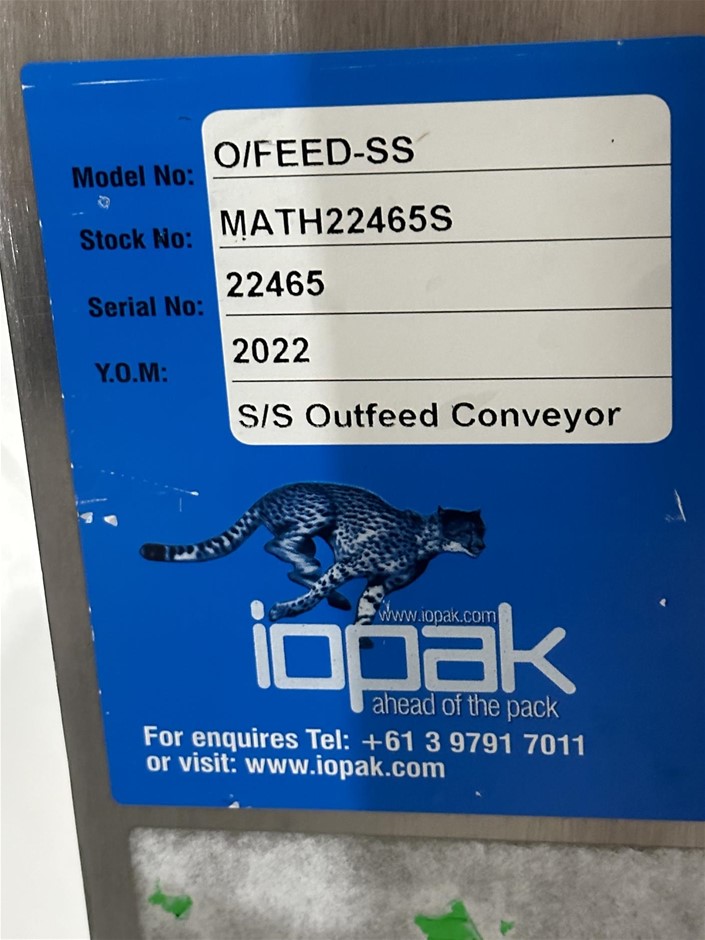 Model No: O/FEED-SS
Stock No: MATH22465S
Serial No: 22465
Y.O.M: 2022
S/S Outfeed Conveyor
www.iopak.com
iopak
ahead of the pack
For enquires Tel: +61 3 9791 7011
or visit: www.iopak.com